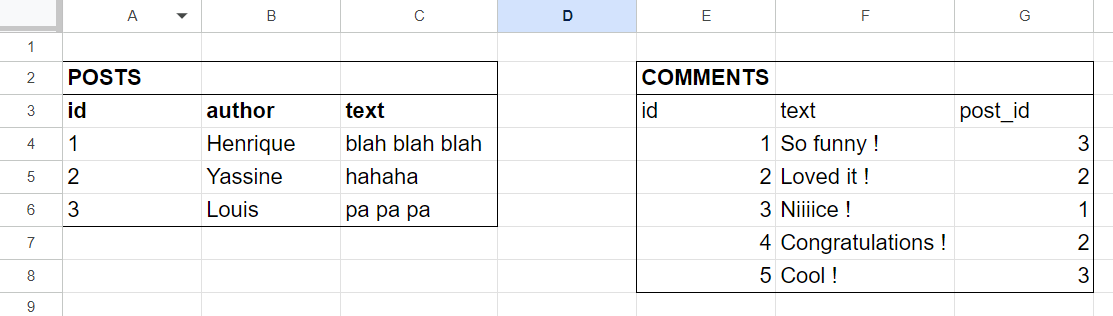 A B C D E F G
1
2 POSTS COMMENTS
3 id author text id text post_id
4 1 Henrique blah blah blah 1 So funny ! 3
5 2 Yassine hahaha 2 Loved it ! 2
6 3 Louis pa pa pa 3 Niiiice ! 1
7 4 Congratulations ! 2
8 5 Cool ! 3
9